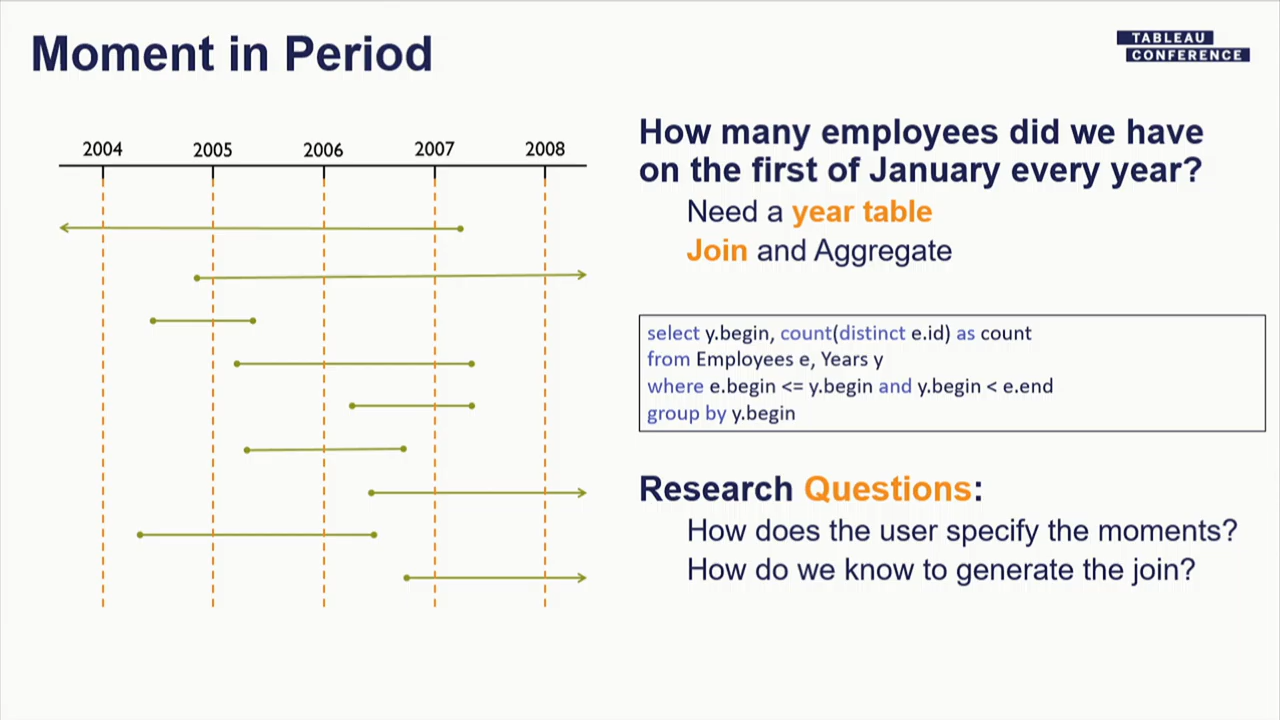 Moment in Period
TABLEAU
CONFERENCE
2004 2005 2006 2007 2008
How many employees did we have
on the first of January every year?
Need a year table
Join and Aggregate
select y.begin, count(distinct e.id) as count
from Employees e, Years y
where e.begin <= y.begin and y.begin < e.end
group by y.begin
Research Questions:
How does the user specify the moments?
How do we know to generate the join?